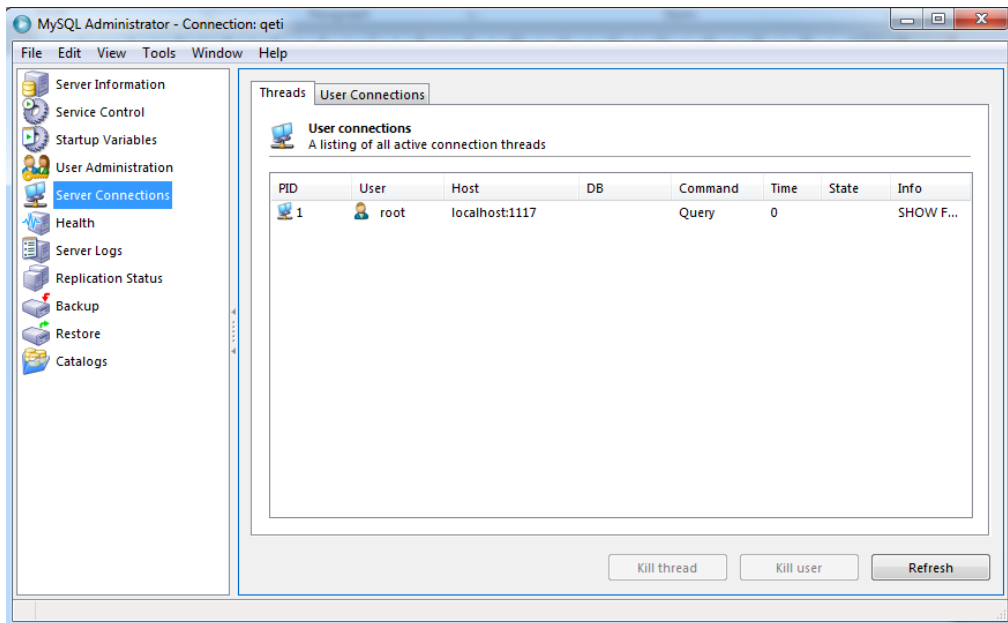 MySQL Administrator - Connection: qeti
File Edit View Tools Window Help
Server Information
Service Control
Startup Variables
User Administration
Server Connections
Health
Server Logs
Replication Status
Backup
Restore
Catalogs
Threads User Connections
User connections
A listing of all active connection threads
PID User Host DB Command Time State Info
1 root localhost:1117 Query 0 SHOW F...
Kill thread Kill user Refresh